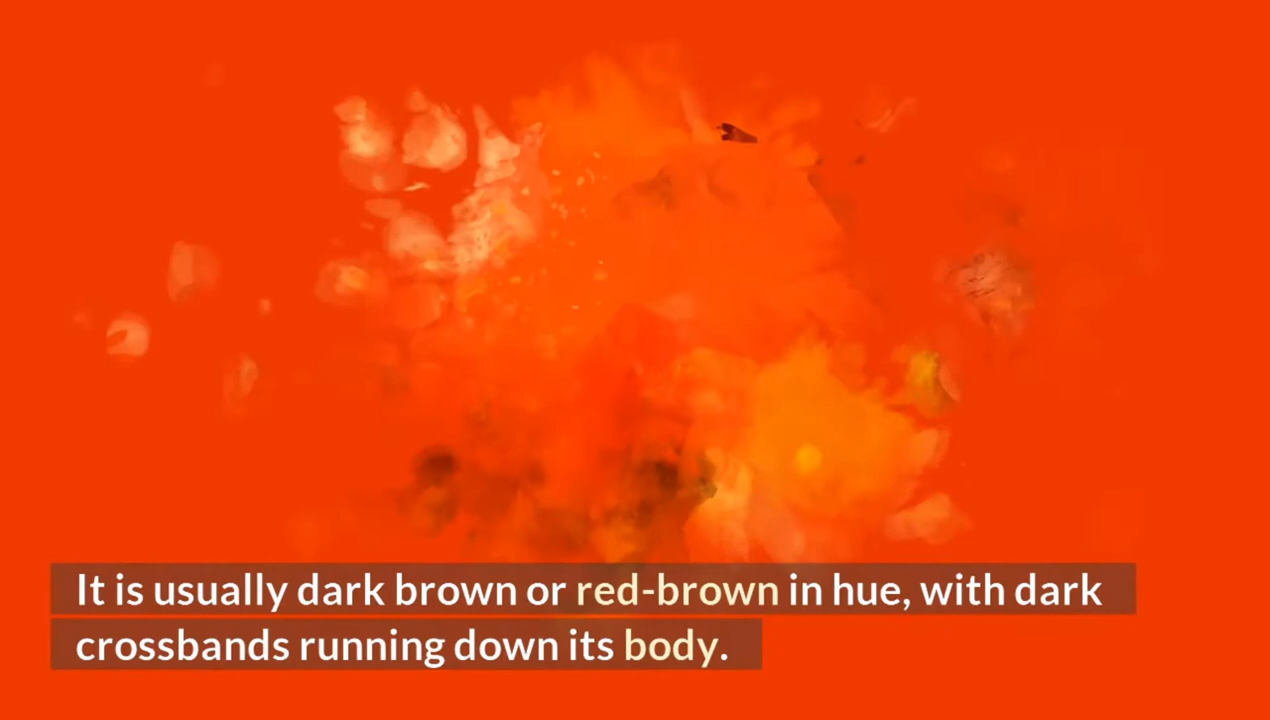 It is usually dark brown or red-brown in hue, with dark
crossbands running down its body.